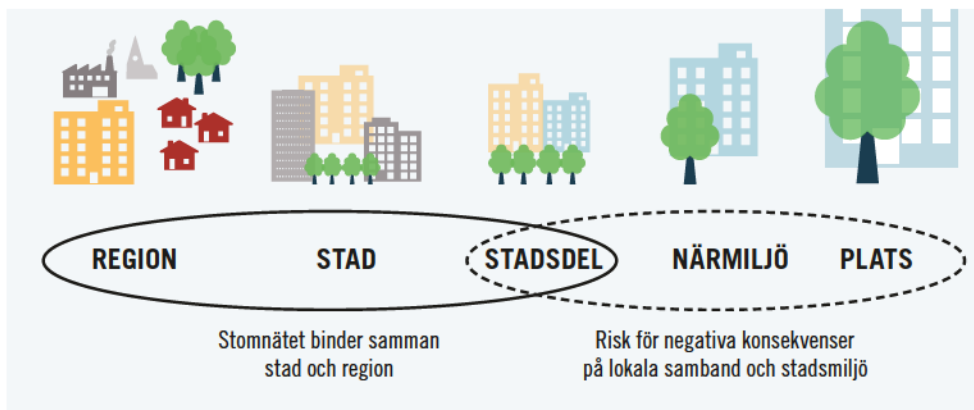 REGION STAD STADSDEL NÄRMILJÖ PLATS
Stomnätet binder samman
stad och region
Risk för negativa konsekvenser
på lokala samband och stadsmiljö